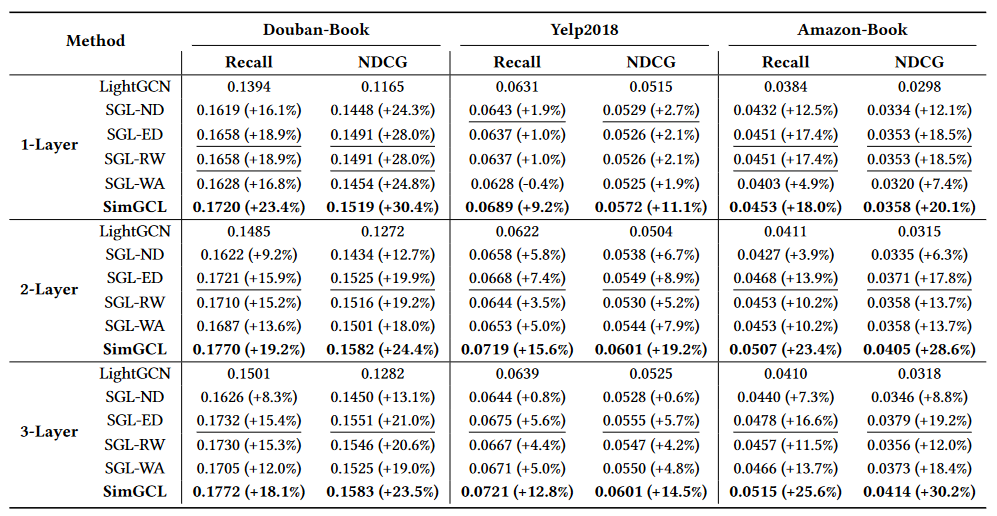 Method Douban-Book Yelp2018 Amazon-Book
Recall NDCG Recall NDCG Recall NDCG
1-Layer
LightGCN 0.1394 0.1165 0.0631 0.0515 0.0384 0.0298
SGL-ND 0.1619 (+16.1%) 0.1448 (+24.3%) 0.0643 (+1.9%) 0.0529 (+2.7%) 0.0432 (+12.5%) 0.0334 (+12.1%)
SGL-ED 0.1658 (+18.9%) 0.1491 (+28.0%) 0.0637 (+1.0%) 0.0526 (+2.1%) 0.0451 (+17.4%) 0.0353 (+18.5%)
SGL-RW 0.1658 (+18.9%) 0.1491 (+28.0%) 0.0637 (+1.0%) 0.0526 (+2.1%) 0.0451 (+17.4%) 0.0353 (+18.5%)
SGL-WA 0.1628 (+16.8%) 0.1454 (+24.8%) 0.0628 (-0.4%) 0.0525 (+1.9%) 0.0403 (+4.9%) 0.0320 (+7.4%)
SimGCL 0.1720 (+23.4%) 0.1519 (+30.4%) 0.0689 (+9.2%) 0.0572 (+11.1%) 0.0453 (+18.0%) 0.0358 (+20.1%)
2-Layer
LightGCN 0.1485 0.1272 0.0622 0.0504 0.0411 0.0315
SGL-ND 0.1622 (+9.2%) 0.1434 (+12.7%) 0.0658 (+5.8%) 0.0538 (+6.7%) 0.0427 (+3.9%) 0.0335 (+6.3%)
SGL-ED 0.1721 (+15.9%) 0.1525 (+19.9%) 0.0668 (+7.4%) 0.0549 (+8.9%) 0.0468 (+13.9%) 0.0371 (+17.8%)
SGL-RW 0.1710 (+15.2%) 0.1516 (+19.2%) 0.0644 (+3.5%) 0.0530 (+5.2%) 0.0453 (+10.2%) 0.0358 (+13.7%)
SGL-WA 0.1687 (+13.6%) 0.1501 (+18.0%) 0.0653 (+5.0%) 0.0544 (+7.9%) 0.0453 (+10.2%) 0.0358 (+13.7%)
SimGCL 0.1770 (+19.2%) 0.1582 (+24.4%) 0.0719 (+15.6%) 0.0601 (+19.2%) 0.0507 (+23.4%) 0.0405 (+28.6%)
3-Layer
LightGCN 0.1501 0.1282 0.0639 0.0525 0.0410 0.0318
SGL-ND 0.1626 (+8.3%) 0.1450 (+13.1%) 0.0644 (+0.8%) 0.0528 (+0.6%) 0.0440 (+7.3%) 0.0346 (+8.8%)
SGL-ED 0.1732 (+15.4%) 0.1551 (+21.0%) 0.0675 (+5.6%) 0.0555 (+5.7%) 0.0478 (+16.6%) 0.0379 (+19.2%)
SGL-RW 0.1730 (+15.3%) 0.1546 (+20.6%) 0.0667 (+4.4%) 0.0547 (+4.2%) 0.0457 (+11.5%) 0.0356 (+12.0%)
SGL-WA 0.1705 (+12.0%) 0.1525 (+19.0%) 0.0671 (+5.0%) 0.0550 (+4.8%) 0.0466 (+13.7%) 0.0373 (+18.4%)
SimGCL 0.1772 (+18.1%) 0.1583 (+23.5%) 0.0721 (+12.8%) 0.0601 (+14.5%) 0.0515 (+25.6%) 0.0414 (+30.2%)